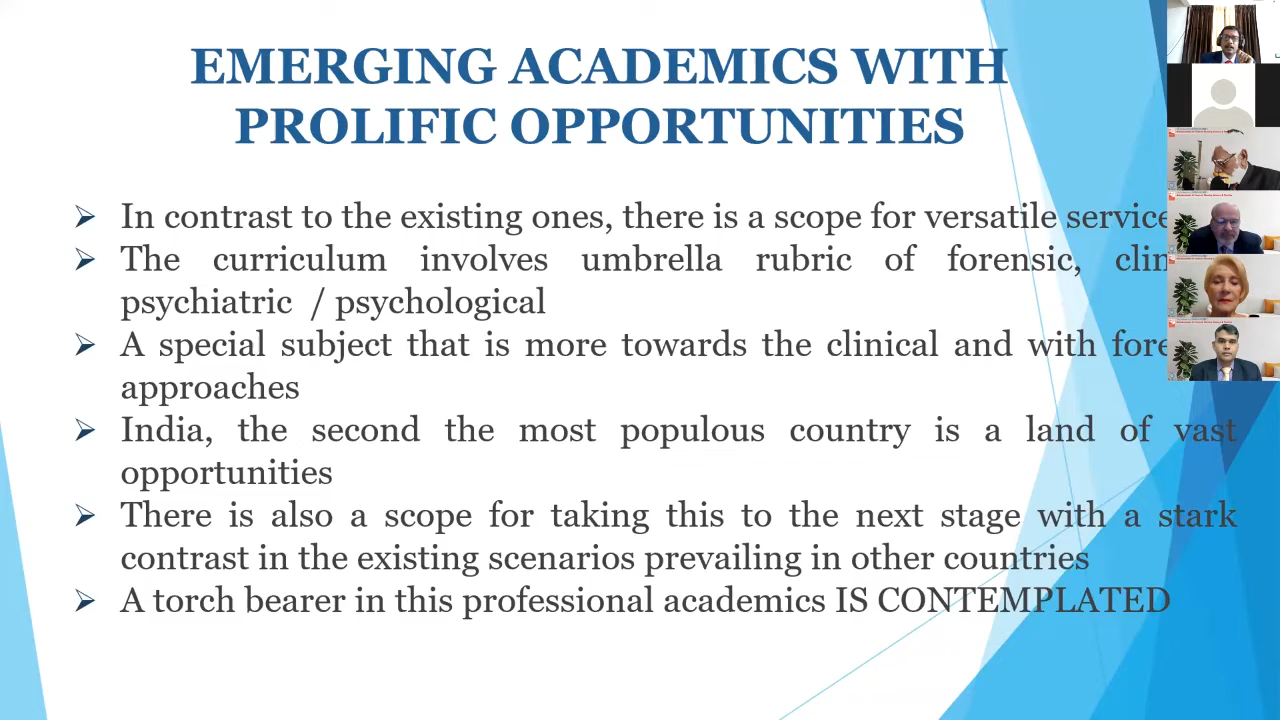 EMERGING ACADEMICS WITH
PROLIFIC OPPORTUNITIES
In contrast to the existing ones, there is a scope for versatile
The curriculum involves umbrella rubric of forensic,
psychiatric / psychological
A special subject that is more towards the clinical and with
approaches
India, the second the most populous country is a land of vast
opportunities
There is also a scope for taking this to the next stage with a stark
contrast in the existing scenarios prevailing in other countries
A torch bearer in this professional academics IS CONTEMPLATED